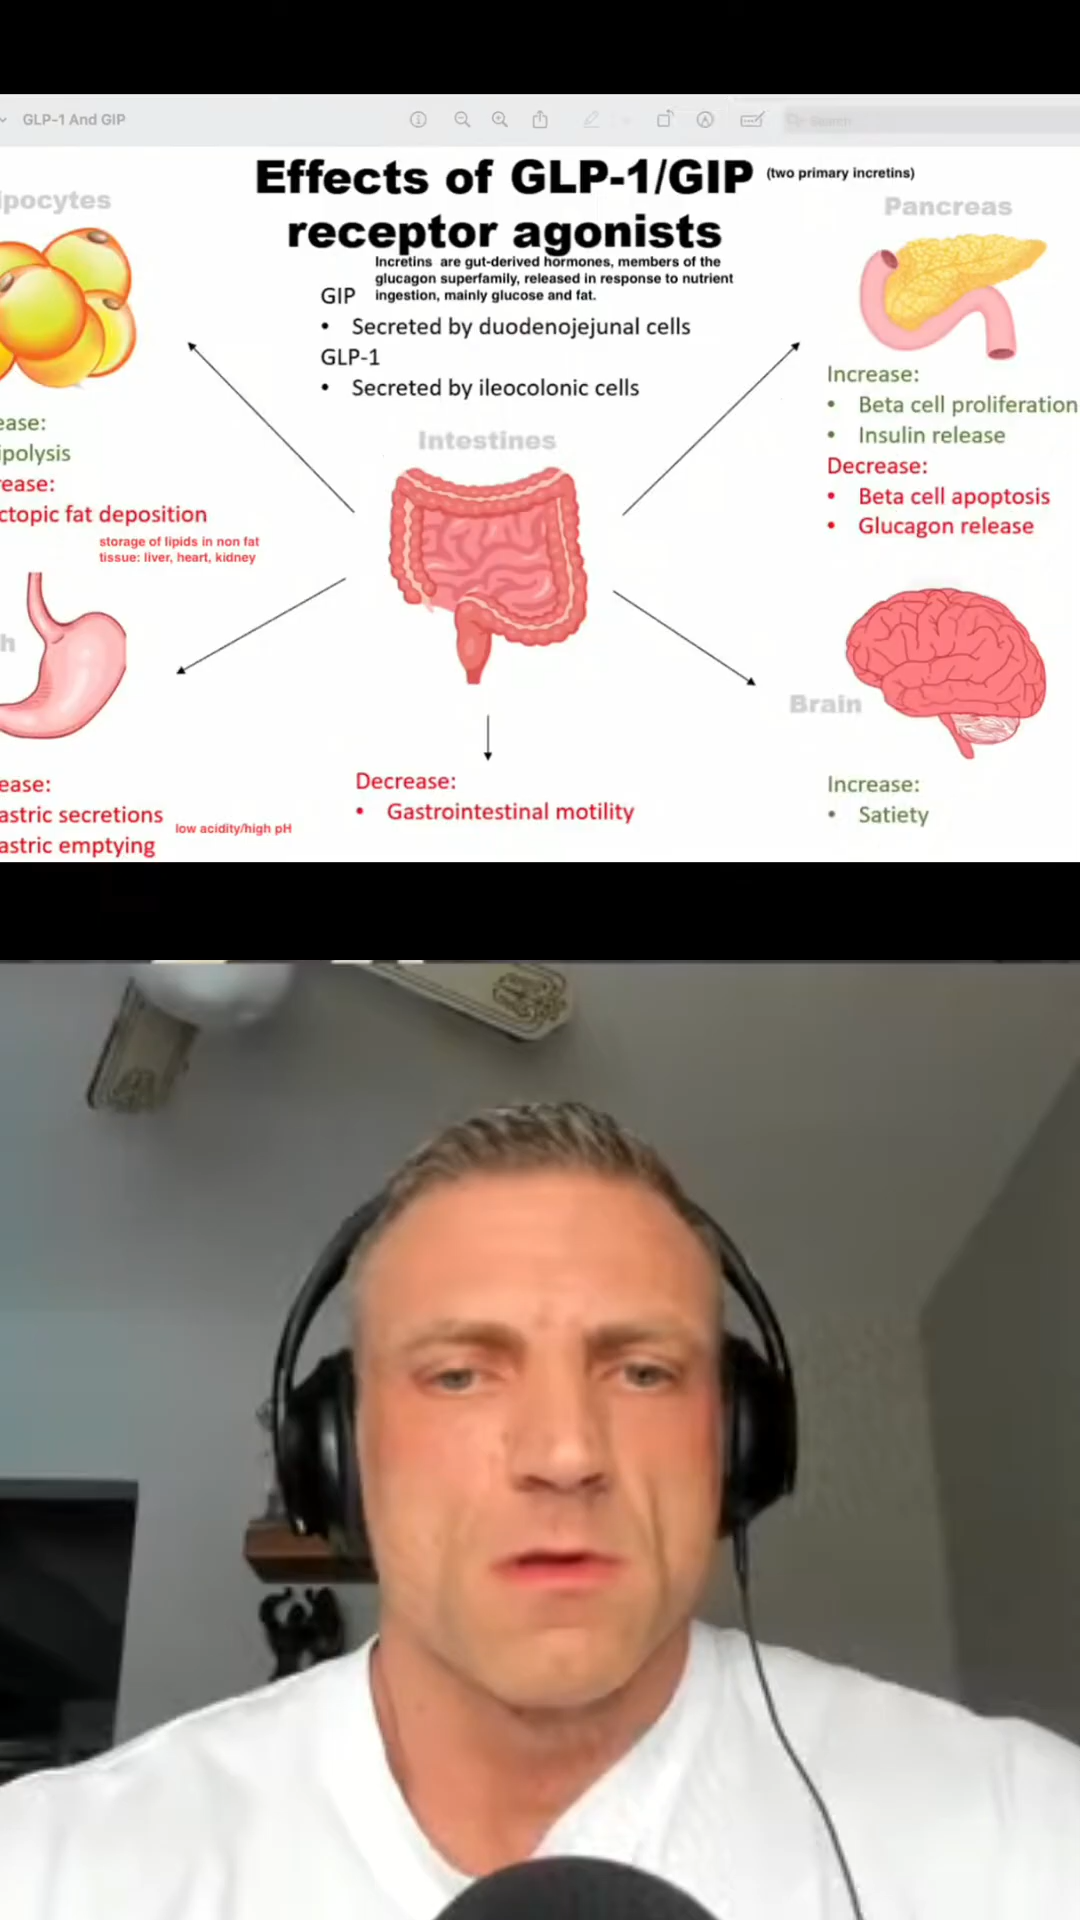 GLP-1 And GIP
Search
Effects of GLP-1/GIP (two primary incretins)
receptor agonists
Incretins are gut-derived hormones, members of the
glucagon superfamily, released in response to nutrient
ingestion, mainly glucose and fat.
GIP
• Secreted by duodenojejunal cells
GLP-1
• Secreted by ileocolonic cells
ipocytes
ease:
ipolysis
rease:
ctopic fat deposition
storage of lipids in non fat
tissue: liver, heart, kidney
Intestines
Pancreas
Increase:
• Beta cell proliferation
• Insulin release
Decrease:
• Beta cell apoptosis
• Glucagon release
h
ease:
astric secretions
low acidity/high pH
astric emptying
Decrease:
• Gastrointestinal motility
Brain
Increase:
• Satiety